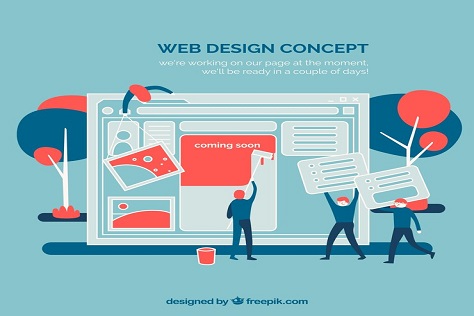 WEB DESIGN CONCEPT
we're working on our page at the moment,
we'll be ready in a couple of days!
coming soon
designed by freepik.com